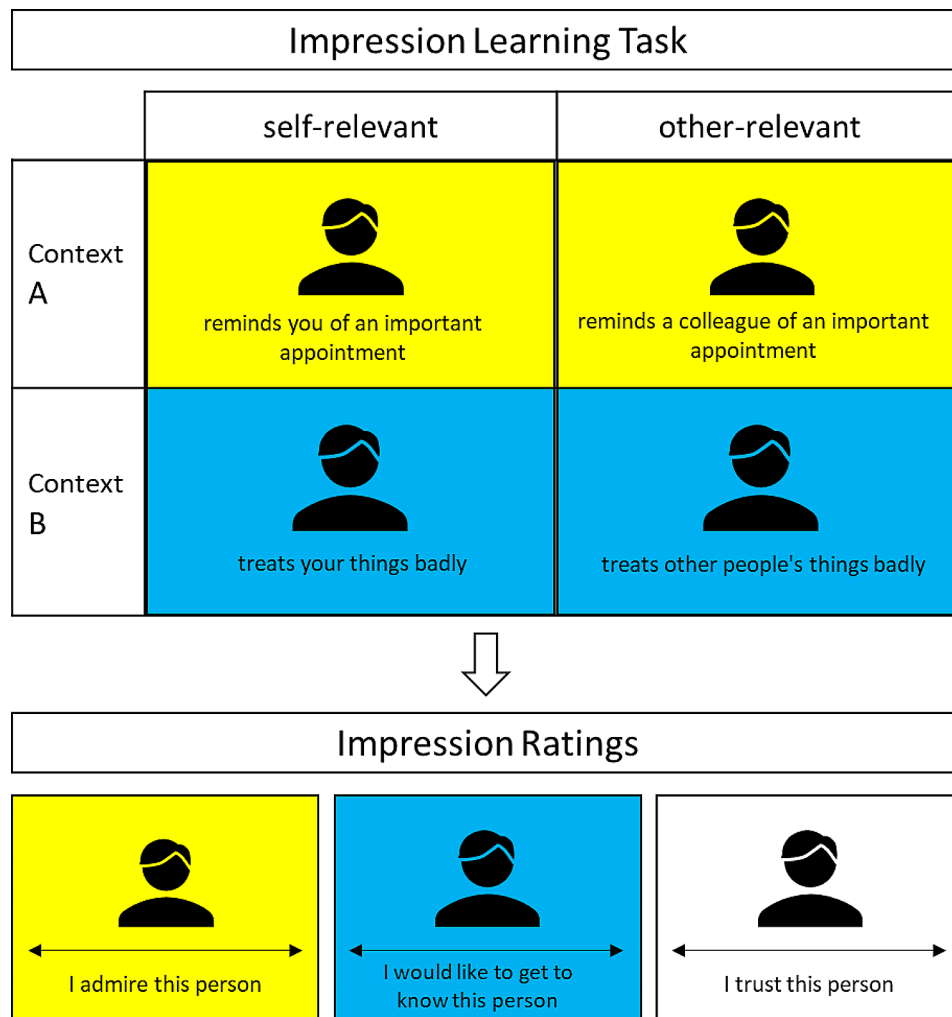 Impression Learning Task
self-relevant
other-relevant
Context
A
reminds you of an important
appointment
reminds a colleague of an important
appointment
Context
B
treats your things badly
treats other people's things badly
Impression Ratings
I admire this person
I would like to get to
know this person
I trust this person